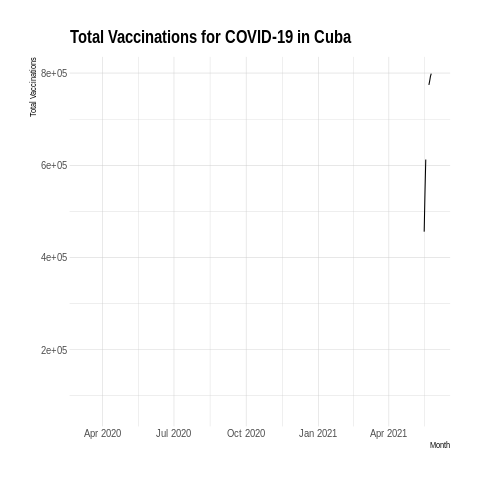 Total Vaccinations for COVID-19 in Cuba
Total Vaccinations
8e+05
6e+05
4e+05
2e+05
Apr 2020 Jul 2020 Oct 2020 Jan 2021 Apr 2021
Month